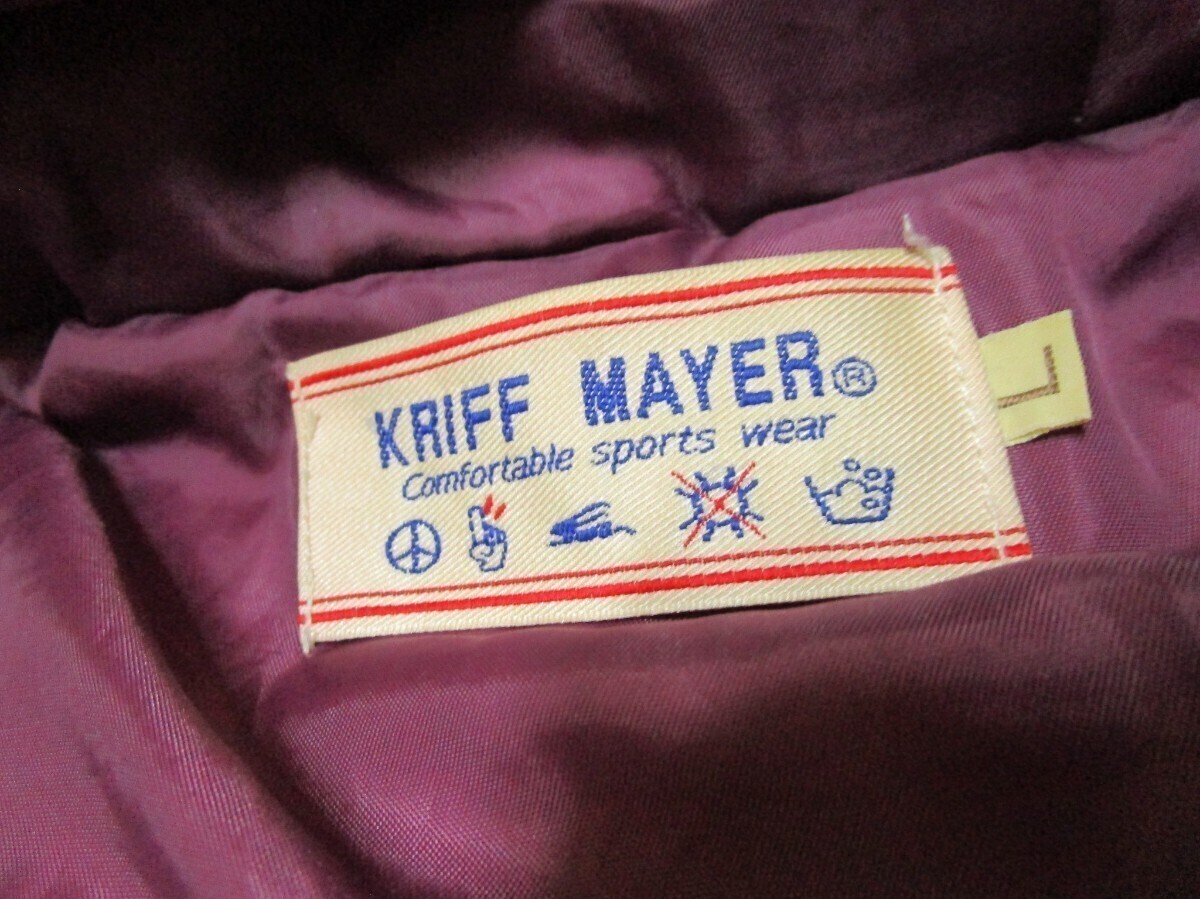 KRIFF MAYER®
Comfortable sports wear
L